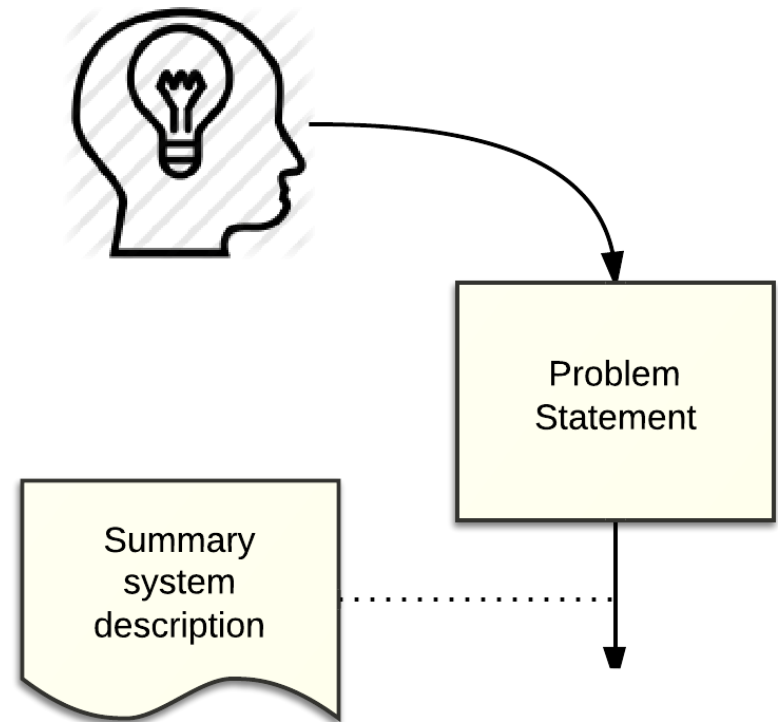 Problem
Statement
Summary
system
description